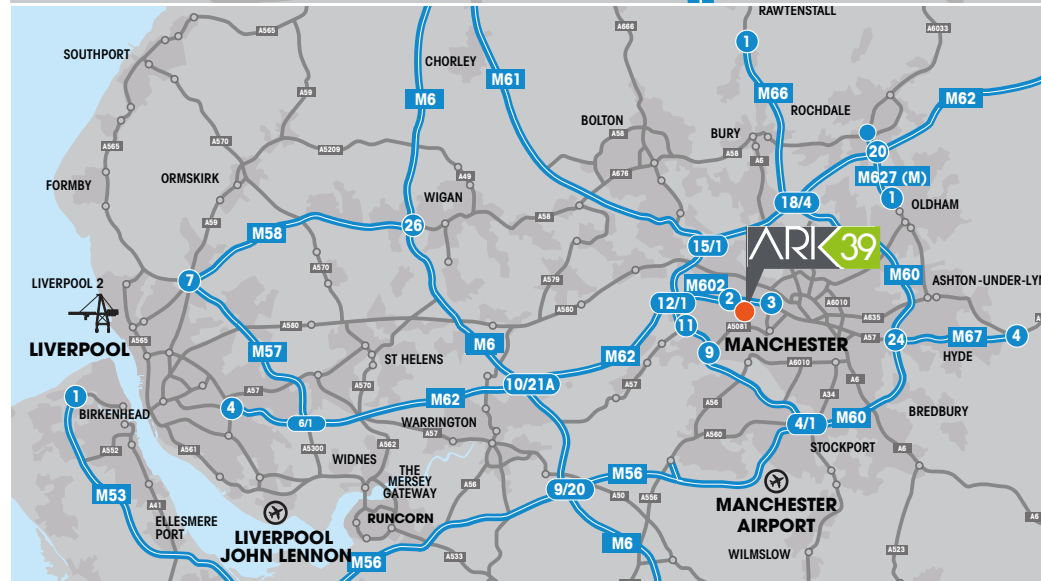 RAWTENSTALL
A565
A666
A6033
SOUTHPORT
1
CHORLEY
M61
M6
M66
M62
A59
ROCHDALE
BOLTON
BURY
A58
A565
A570
A5209
A58
A6
20
A676
M627 (M)
FORMBY
ORMSKIRK
A49
WIGAN
18/4
1
OLDHAM
A59
A58
26
M58
15/1
ARK 39
7
A570
A579
M60
ASHTON-UNDER-LYN
LIVERPOOL 2
M602
2
3
12/1
A6010
A580
A580
11
A5081
A635
LIVERPOOL
A565
M6
MANCHESTER
A57
24
M67
4
M57
ST HELENS
M62
9
HYDE
A6010
A57
A570
10/21A
A57
A6
1
4
M62
A56
A34
BIRKENHEAD
6/1
WARRINGTON
4/1
M60
BREDBURY
A57
A560
A552
A561
A5300
A562
STOCKPORT
A6
WIDNES
THE
MERSEY
GATEWAY
M56
M53
A56
9/20
A50
A556
MANCHESTER
AIRPORT
A41
ELLESMERE
PORT
RUNCORN
A6
LIVERPOOL
JOHN LENNON
M6
M56
A533
WILMSLOW
A523